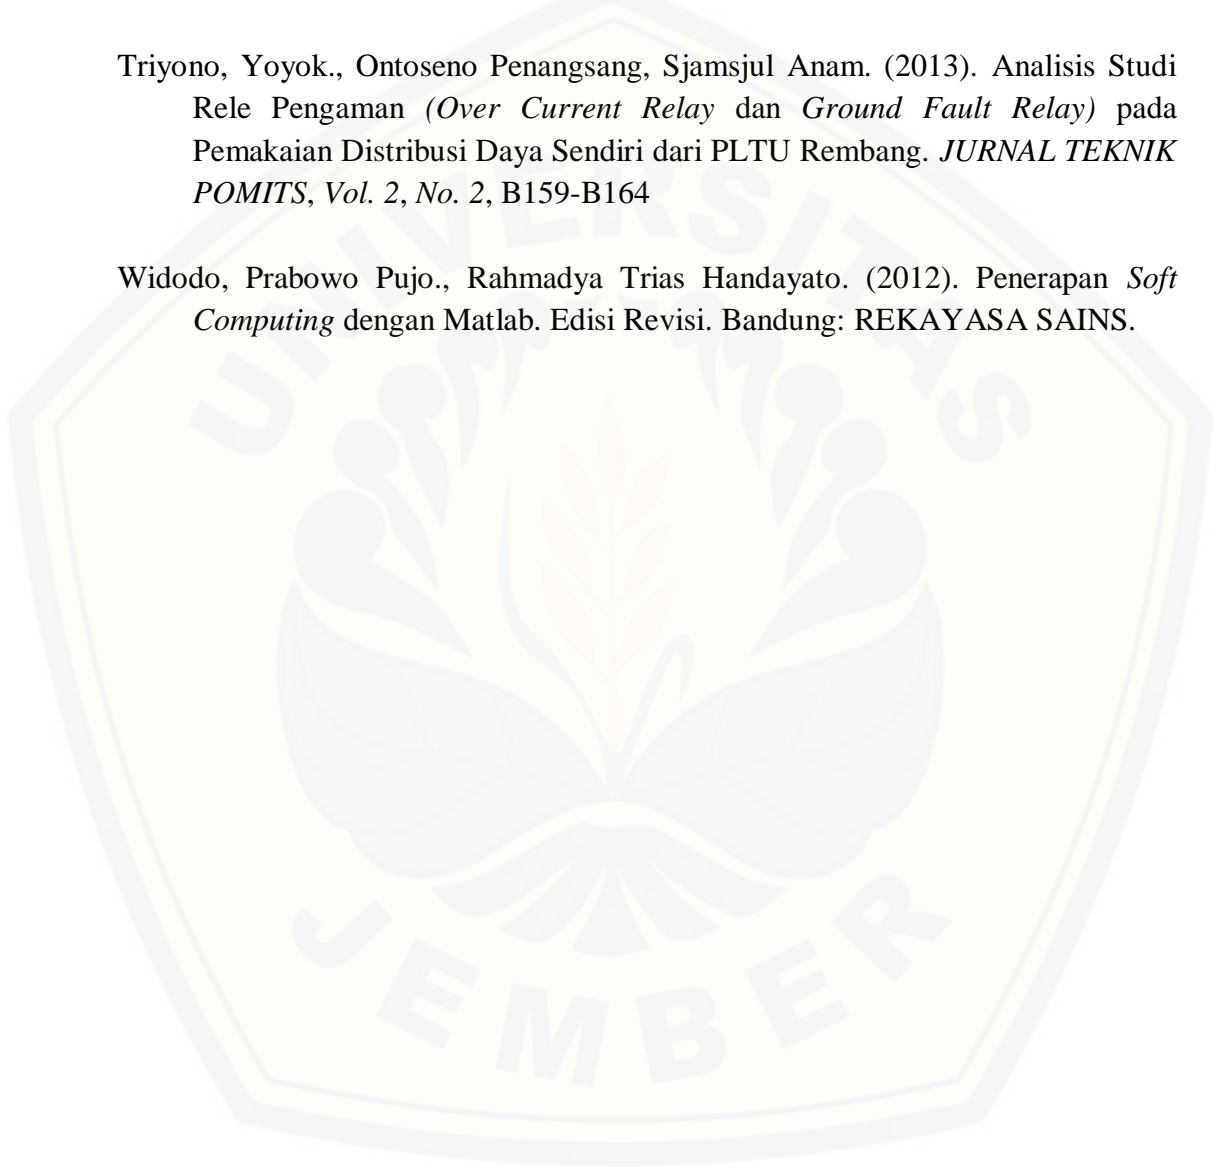 Triyono, Yoyok., Ontoseno Penangsang, Sjamsjul Anam. (2013). Analisis Studi
Rele Pengaman (Over Current Relay dan Ground Fault Relay) pada
Pemakaian Distribusi Daya Sendiri dari PLTU Rembang. JURNAL TEKNIK
POMITS, Vol. 2, No. 2, B159-B164
Widodo, Prabowo Pujo., Rahmadya Trias Handayato. (2012). Penerapan Soft
Computing dengan Matlab. Edisi Revisi. Bandung: REKAYASA SAINS.
UNIVERSITAS
JEMBER